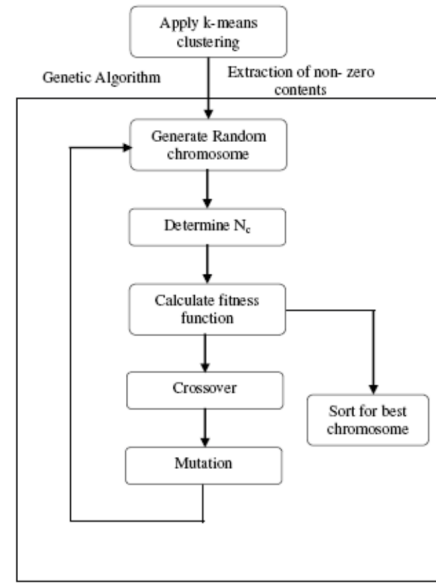 Apply k-means
clustering
Genetic Algorithm
Extraction of non- zero
contents
Generate Random
chromosome
Determine Nc
Calculate fitness
function
Crossover
Sort for best
chromosome
Mutation